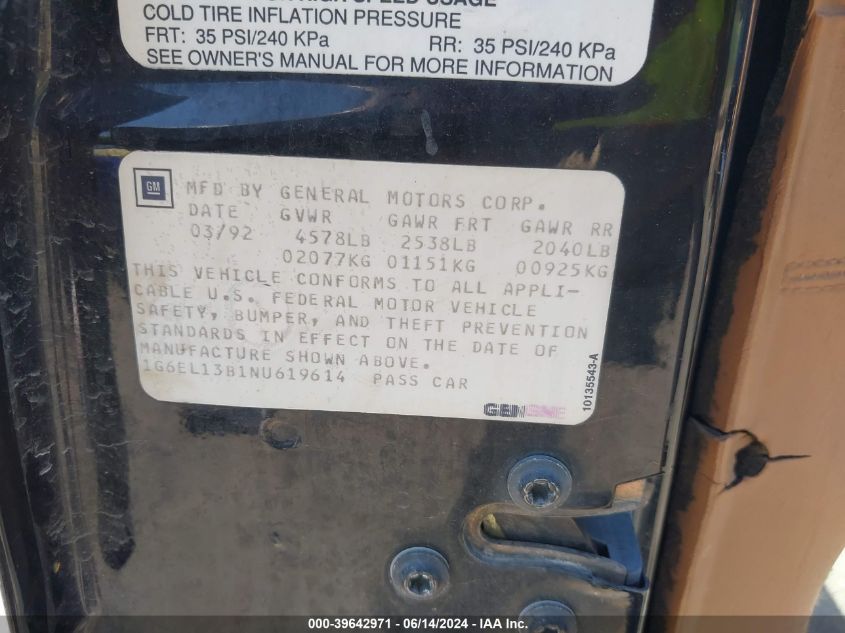 COLD TIRE INFLATION PRESSURE
FRT: 35 PSI/240 KPa RR: 35 PSI/240 KPa
SEE OWNER'S MANUAL FOR MORE INFORMATION
GM MFD BY GENERAL MOTORS CORP.
DATE GVWR GAWR FRT GAWR RR
03/92 4578LB 2538LB 2040LB
02077KG 01151KG 00925KG
THIS VEHICLE CONFORMS TO ALL APPLI-
CABLE U.S. FEDERAL MOTOR VEHICLE
SAFETY, BUMPER, AND THEFT PREVENTION
STANDARDS IN EFFECT ON THE DATE OF
MANUFACTURE SHOWN ABOVE.
1G6EL13B1NU619614 PASS CAR
10135543-A
000-39642971 - 06/14/2024 - IAA Inc.